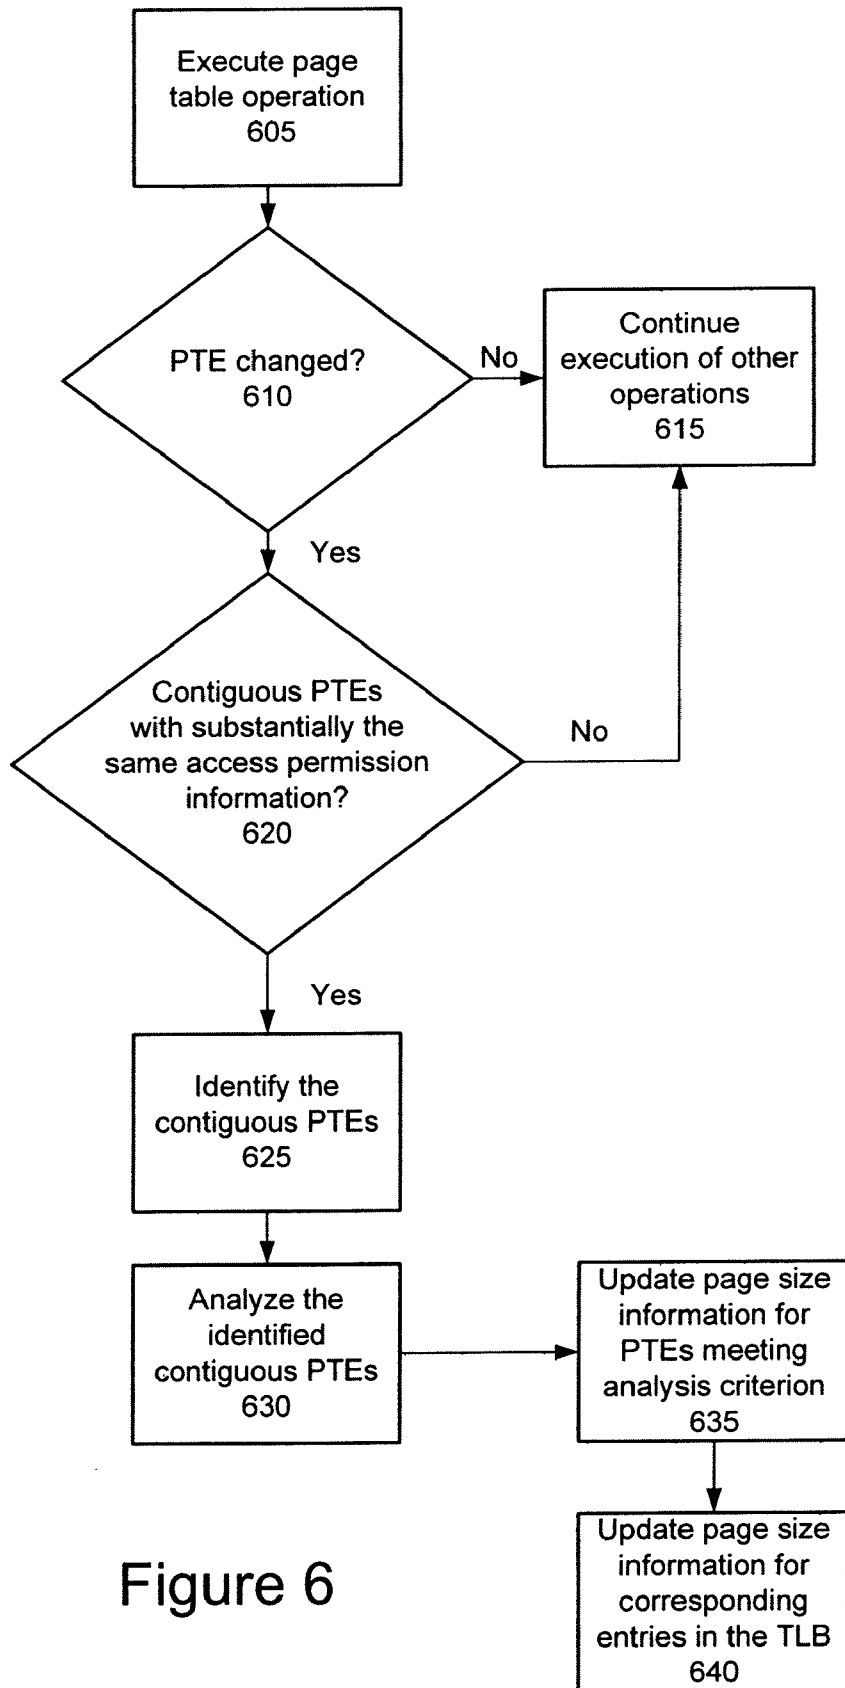 Execute page
table operation
605
PTE changed?
610
No
Continue
execution of other
operations
615
Yes
Contiguous PTEs
with substantially the
same access permission
information?
620
No
Yes
Identify the
contiguous PTEs
625
Analyze the
identified
contiguous PTEs
630
Update page size
information for
PTEs meeting
analysis criterion
635
Update page size
information for
corresponding
entries in the TLB
640
Figure 6